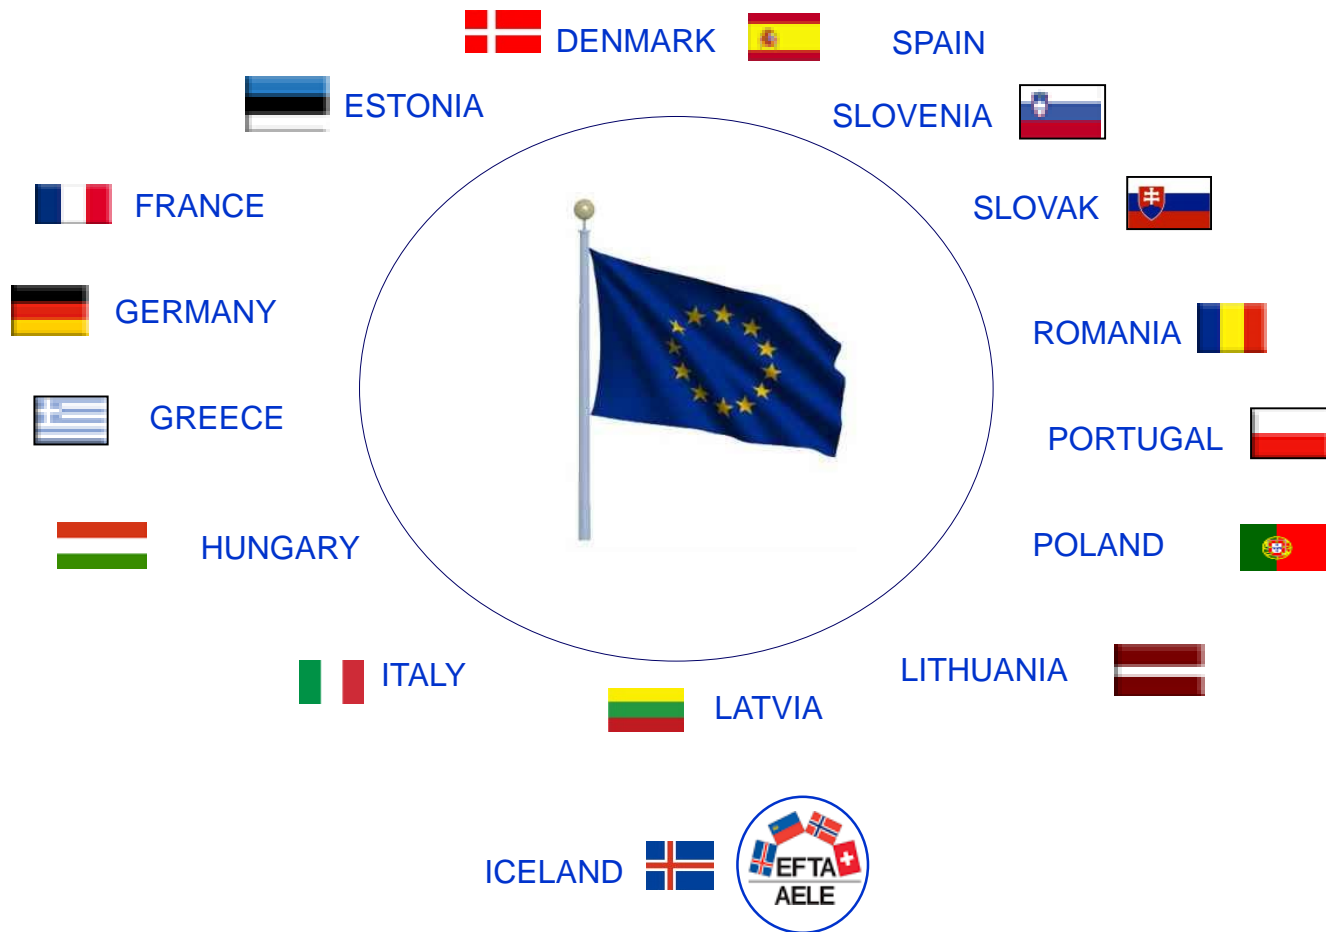 DENMARK
SPAIN
ESTONIA
SLOVENIA
FRANCE
SLOVAK
GERMANY
ROMANIA
GREECE
PORTUGAL
HUNGARY
POLAND
ITALY
LITHUANIA
LATVIA
ICELAND
EFTA
AELE